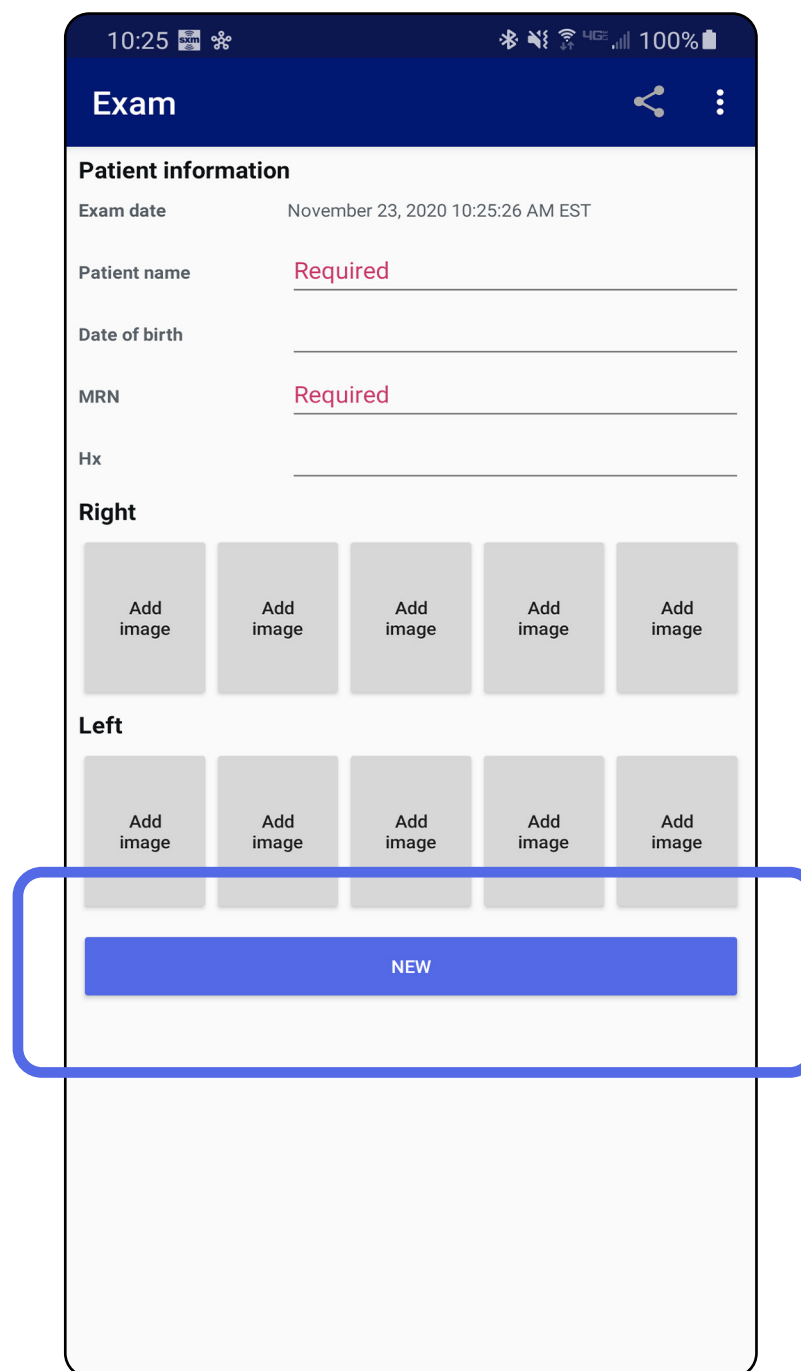 10:25 sxm 4GE 100%
Exam
Patient information
Exam date November 23, 2020 10:25:26 AM EST
Patient name Required
Date of birth
MRN Required
Hx
Right
Add image Add image Add image Add image Add image
Left
Add image Add image Add image Add image Add image
NEW